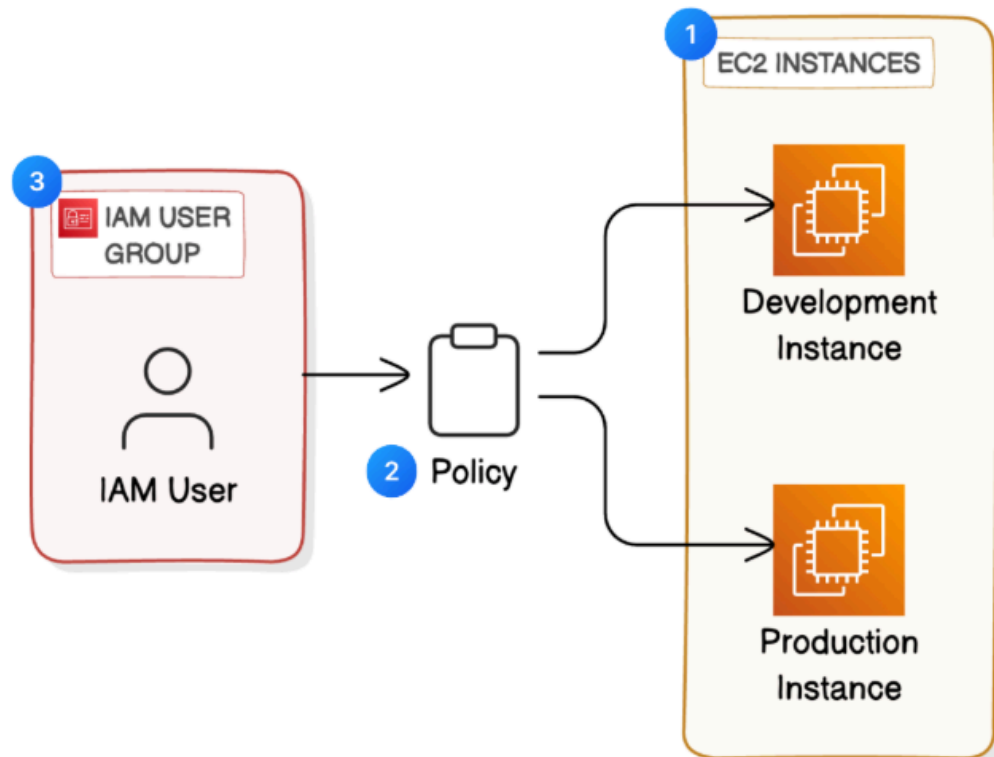 1
EC2 INSTANCES
3
IAM USER
GROUP
Development
Instance
IAM User
2
Policy
Production
Instance